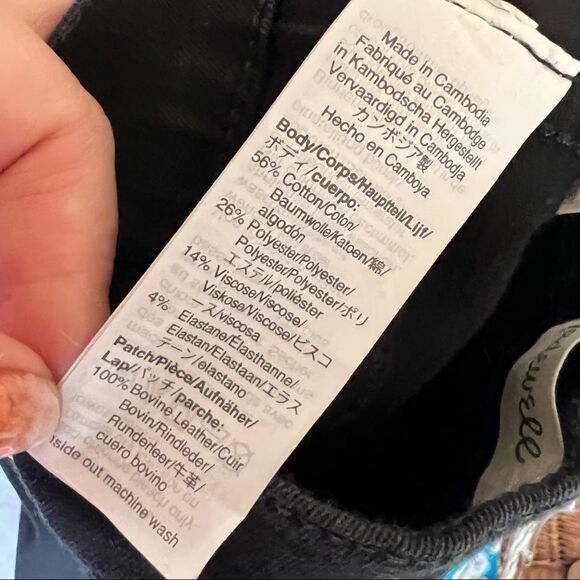 Made in Cambodia
Fabriqué au Cambodge
in Kambodscha Hergestellt
Vervaardigd in Cambodja
カンボジア製
Hecho en Camboya
Body/Corps/Hauptteil/Lijf/
ボディ/cuerpo:
56% Cotton/Coton/
Baumwolle/Katoen/綿/
algodón
26% Polyester/Polyester/
Polyester/Polyester/ポリ
エステル/poliéster
14% Viscose/Viscose/
Viskose/Viscose/ビスコ
ース/viscosa
4% Elastane/Élasthanne/
Elastan/Elastaan/エラス
テーン/elastano
Patch/Pièce/Aufnäher/
Lap/パッチ/parche:
100% Bovine Leather/Cuir
Bovin/Rindleder/
Runderleer/牛革/
cuero bovino
inside out machine wash